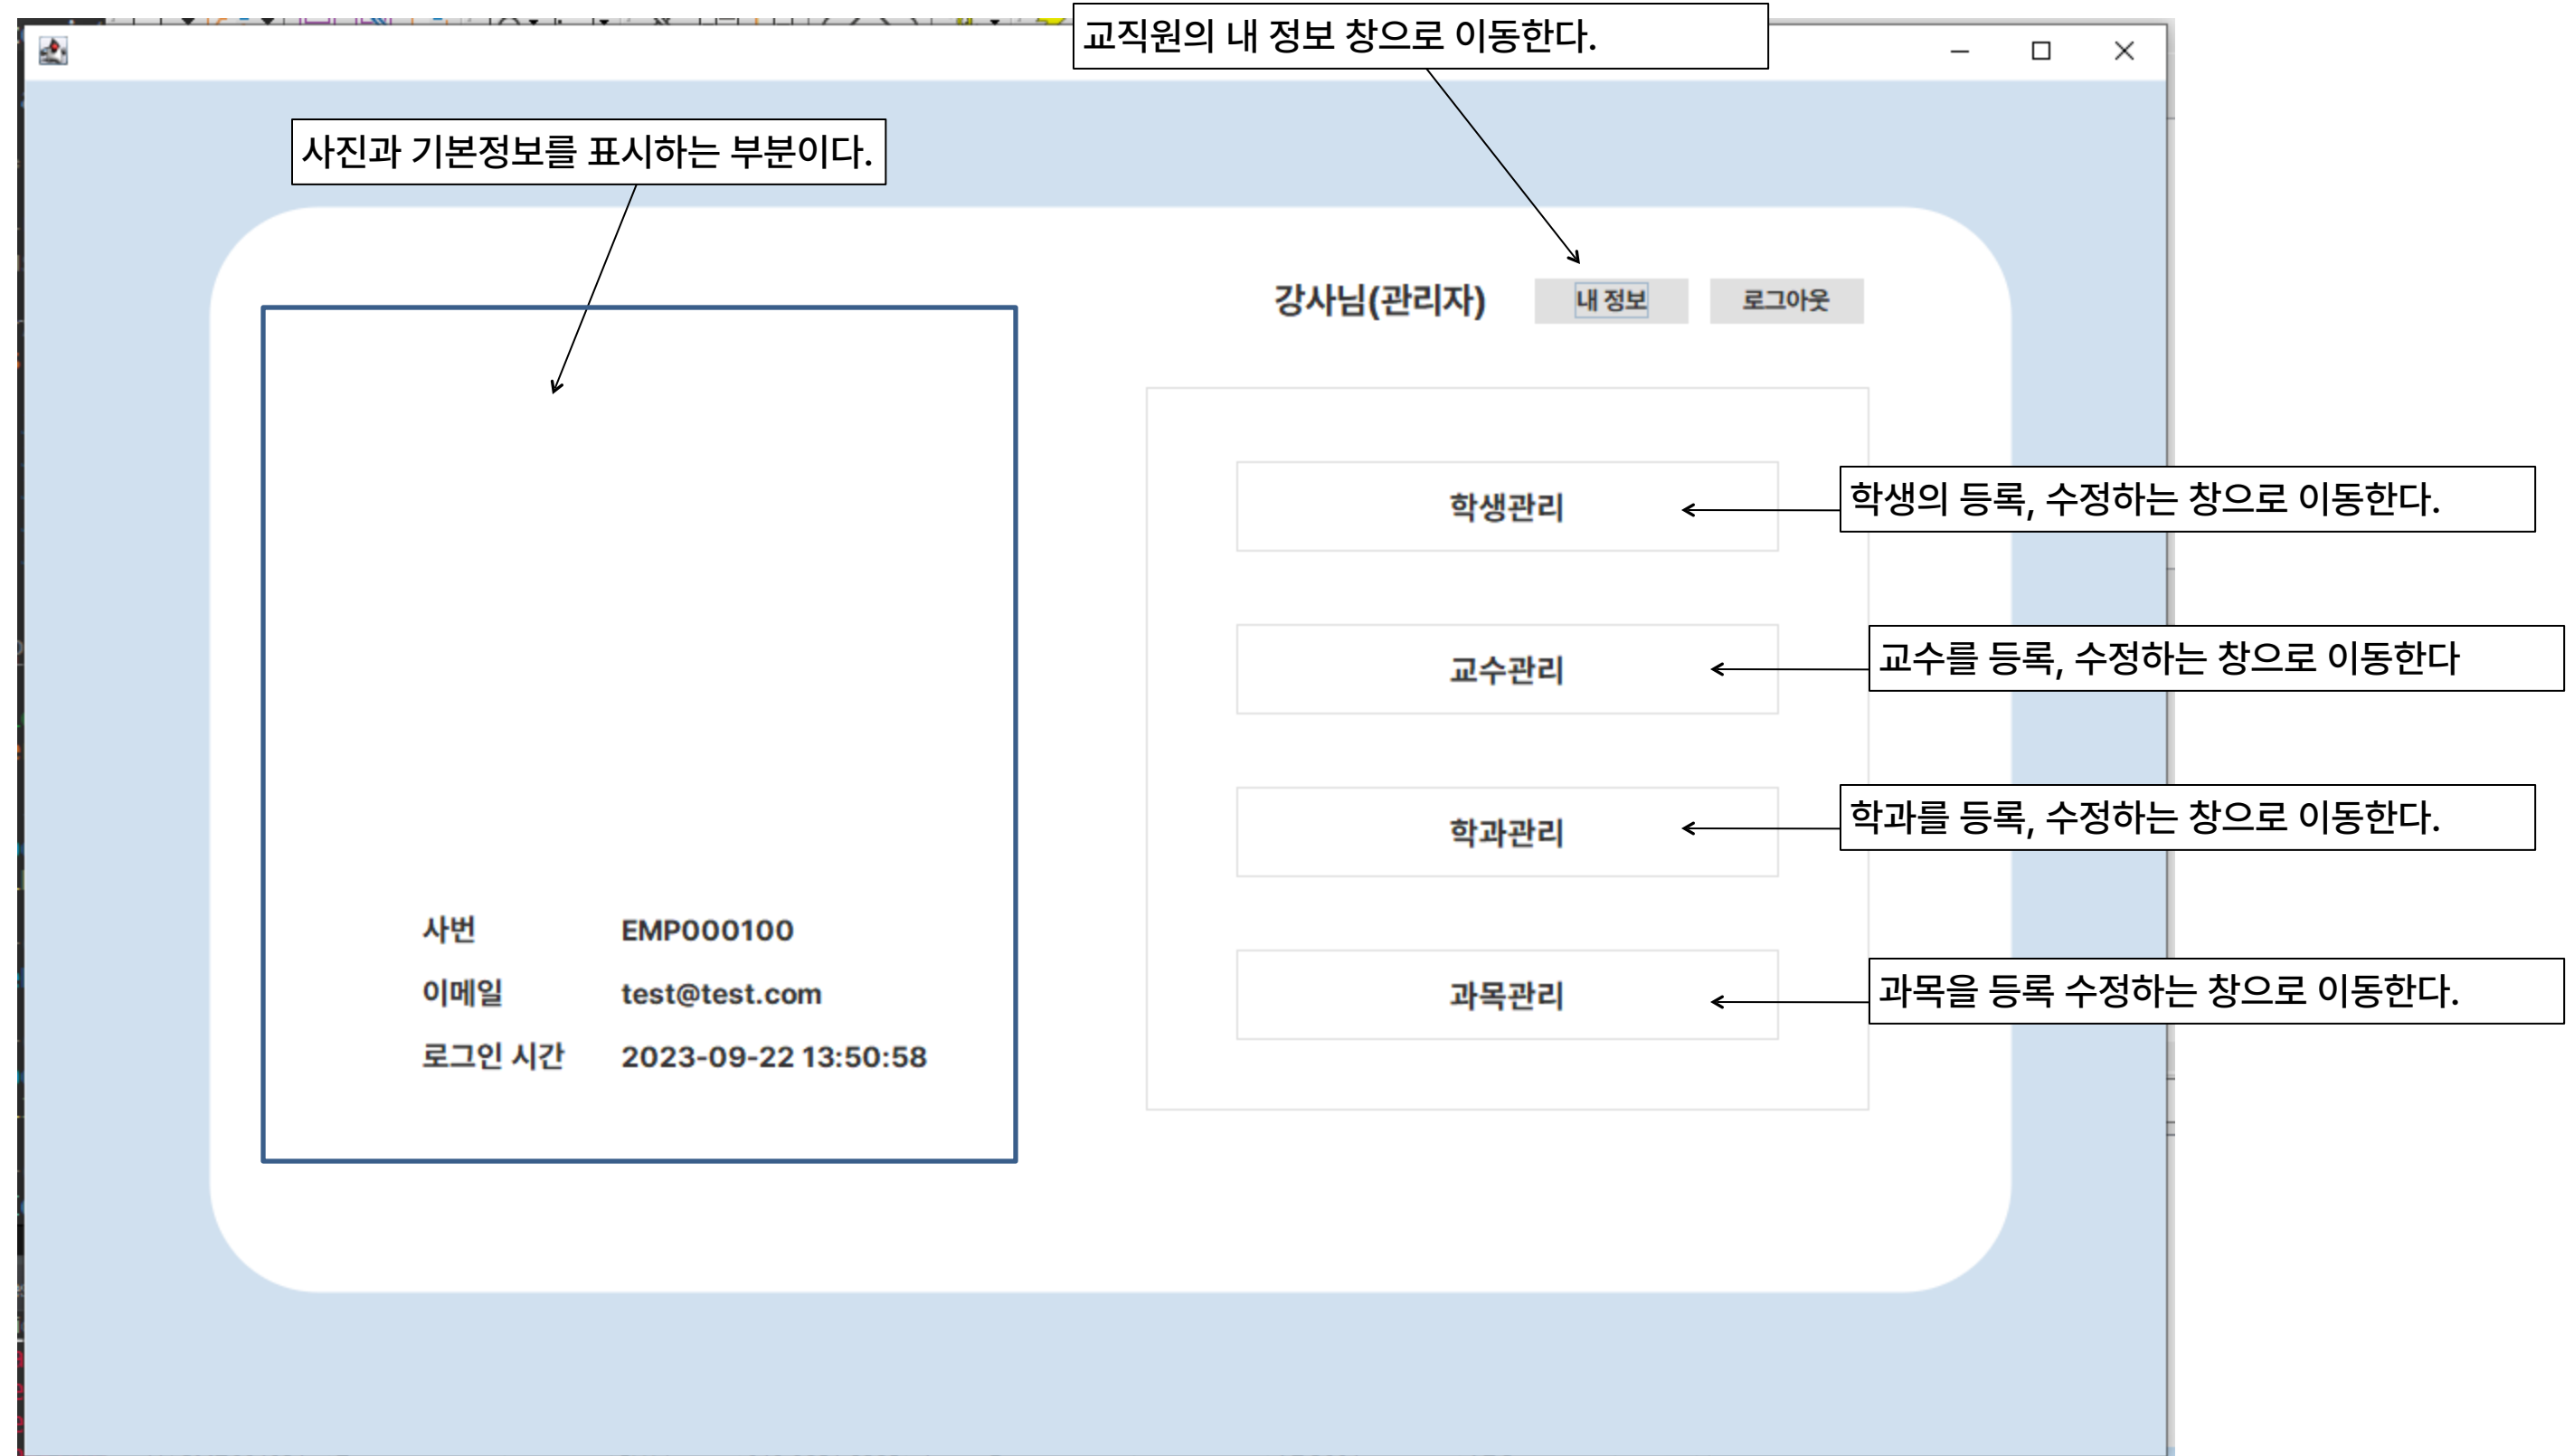 교직원의 내 정보 창으로 이동한다.
사진과 기본정보를 표시하는 부분이다.
강사님(관리자) 내 정보 로그아웃
학생관리
학생의 등록, 수정하는 창으로 이동한다.
교수관리
교수를 등록, 수정하는 창으로 이동한다
학과관리
학과를 등록, 수정하는 창으로 이동한다.
과목관리
과목을 등록 수정하는 창으로 이동한다.
사번 EMP000100
이메일 test@test.com
로그인 시간 2023-09-22 13:50:58